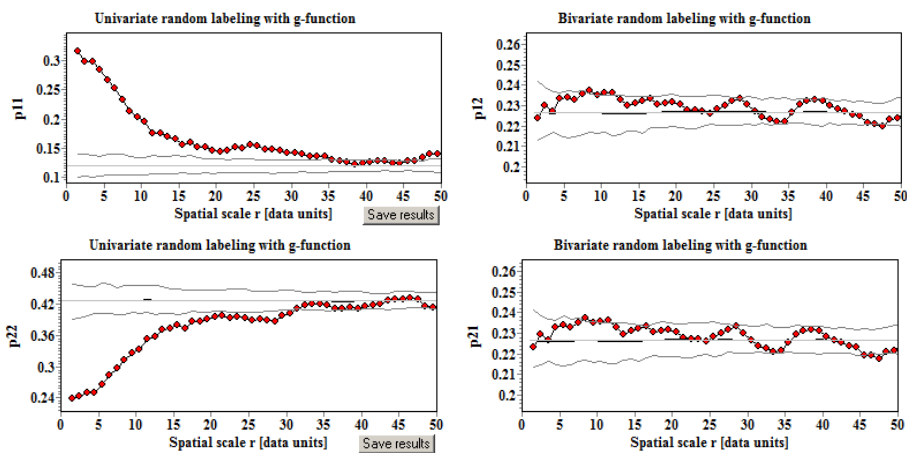 Univariate random labeling with g-function
p11
0.3
0.25
0.2
0.15
0.1
0 5 10 15 20 25 30 35 40 45 50
Spatial scale r [data units]
Save results
Bivariate random labeling with g-function
p12
0.26
0.25
0.24
0.23
0.22
0.21
0.2
0 5 10 15 20 25 30 35 40 45 50
Spatial scale r [data units]
Univariate random labeling with g-function
p22
0.48
0.42
0.36
0.3
0.24
0 5 10 15 20 25 30 35 40 45 50
Spatial scale r [data units]
Save results
Bivariate random labeling with g-function
p21
0.26
0.25
0.24
0.23
0.22
0.21
0.2
0 5 10 15 20 25 30 35 40 45 50
Spatial scale r [data units]